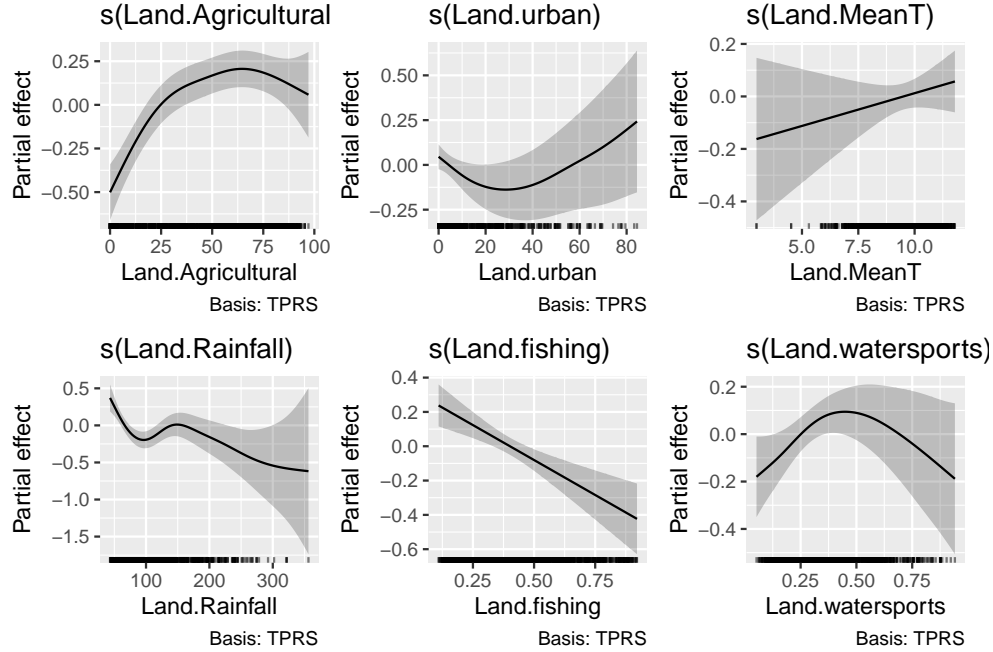 s(Land.Agricultural
s(Land.urban)
s(Land.MeanT)
Partial effect
0.25
0.00
−0.25
−0.50
0
25
50
75
100
Land.Agricultural
Basis: TPRS
Partial effect
0.50
0.25
0.00
−0.25
0
20
40
60
80
Land.urban
Basis: TPRS
Partial effect
0.2
0.0
−0.2
−0.4
5.0
7.5
10.0
Land.MeanT
Basis: TPRS
s(Land.Rainfall)
s(Land.fishing)
s(Land.watersports)
Partial effect
0.5
0.0
−0.5
−1.0
−1.5
100
200
300
Land.Rainfall
Basis: TPRS
Partial effect
0.4
0.2
0.0
−0.2
−0.4
−0.6
0.25
0.50
0.75
Land.fishing
Basis: TPRS
Partial effect
0.2
0.0
−0.2
−0.4
0.25
0.50
0.75
Land.watersports
Basis: TPRS